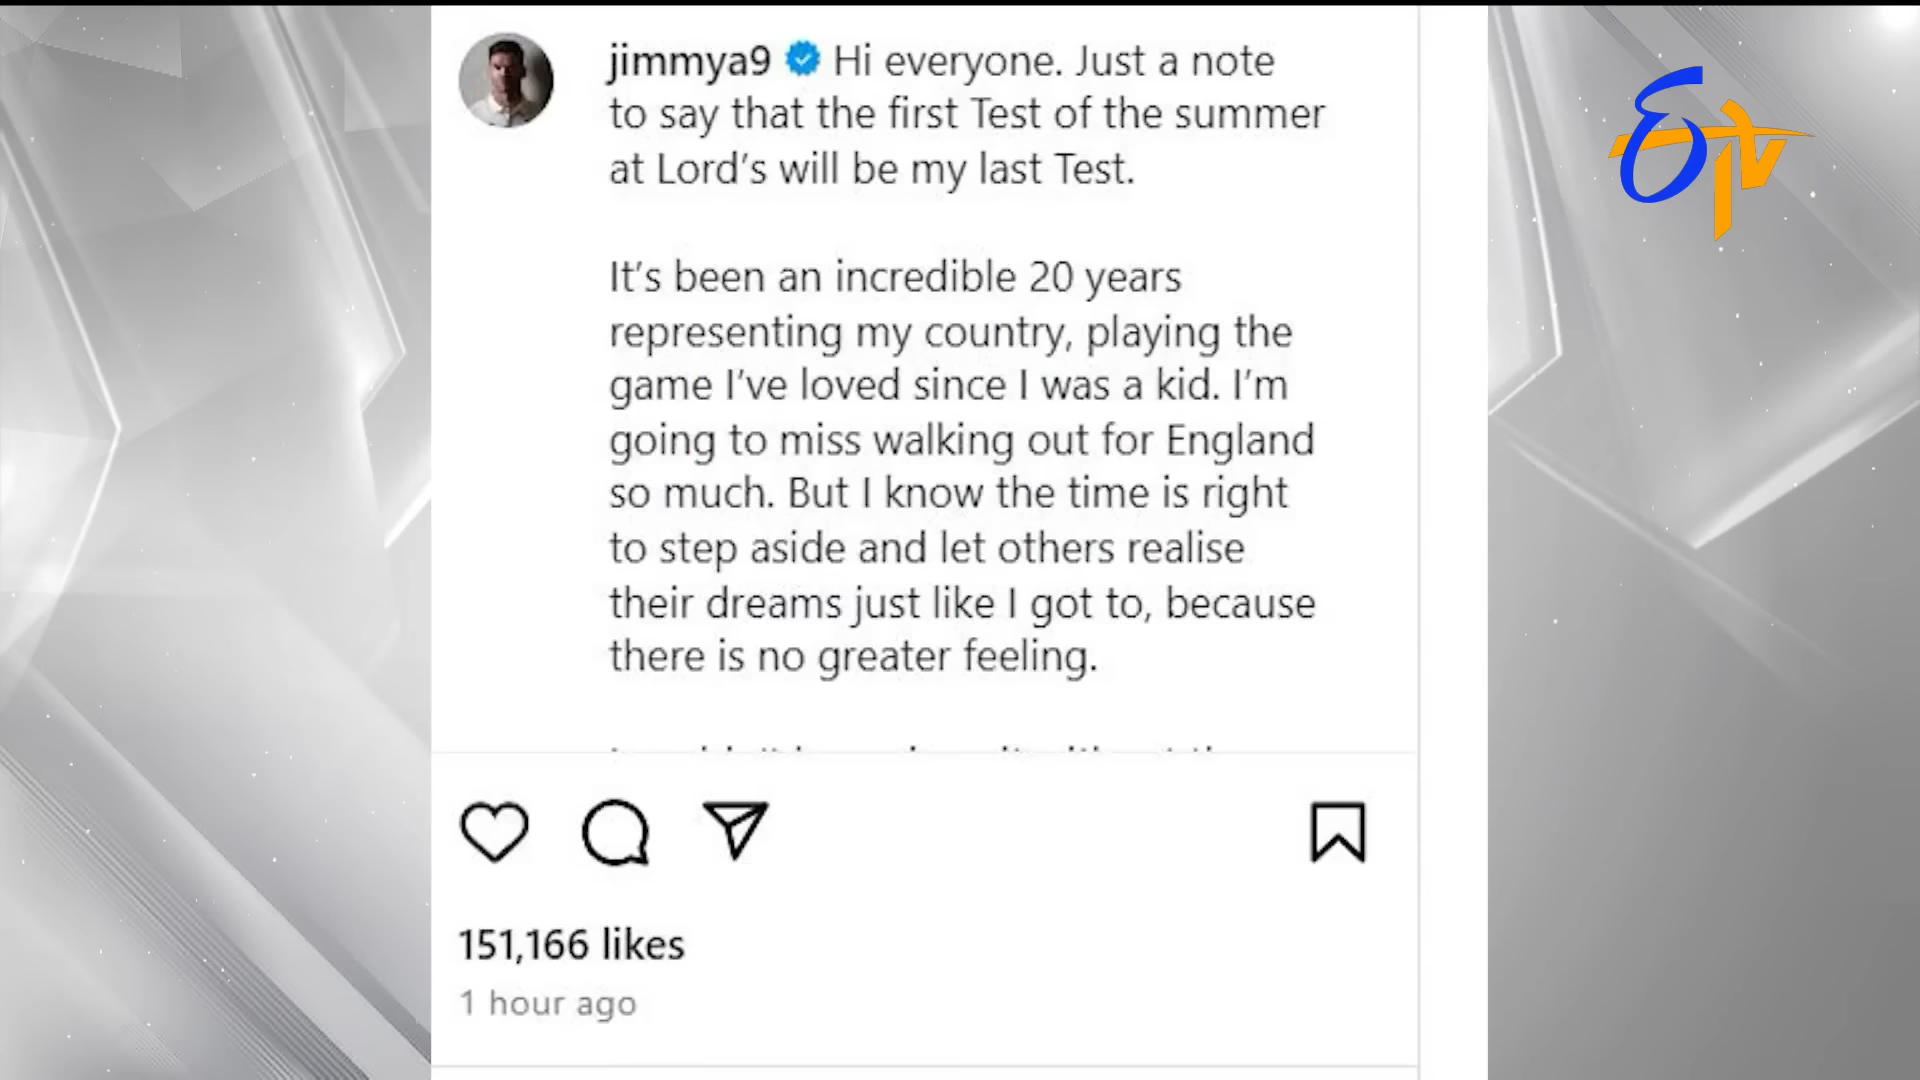 jimmya9 Hi everyone. Just a note
to say that the first Test of the summer
at Lord's will be my last Test.
It's been an incredible 20 years
representing my country, playing the
game I've loved since I was a kid. I'm
going to miss walking out for England
so much. But I know the time is right
to step aside and let others realise
their dreams just like I got to, because
there is no greater feeling.
151,166 likes
1 hour ago
ETV